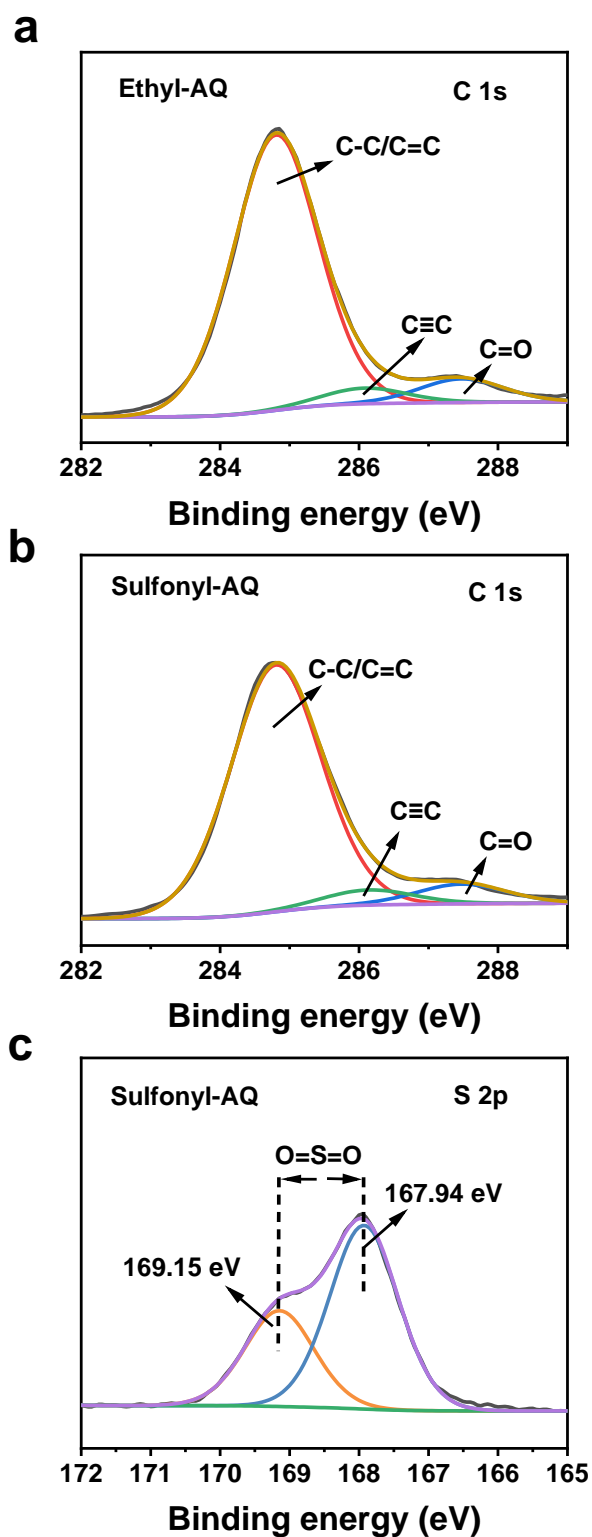 a
Ethyl-AQ C 1s
C-C/C=C
C≡C
C=O
282 284 286 288
Binding energy (eV)
b
Sulfonyl-AQ C 1s
C-C/C=C
C≡C
C=O
282 284 286 288
Binding energy (eV)
c
Sulfonyl-AQ S 2p
O=S=O
167.94 eV
169.15 eV
172 171 170 169 168 167 166 165
Binding energy (eV)